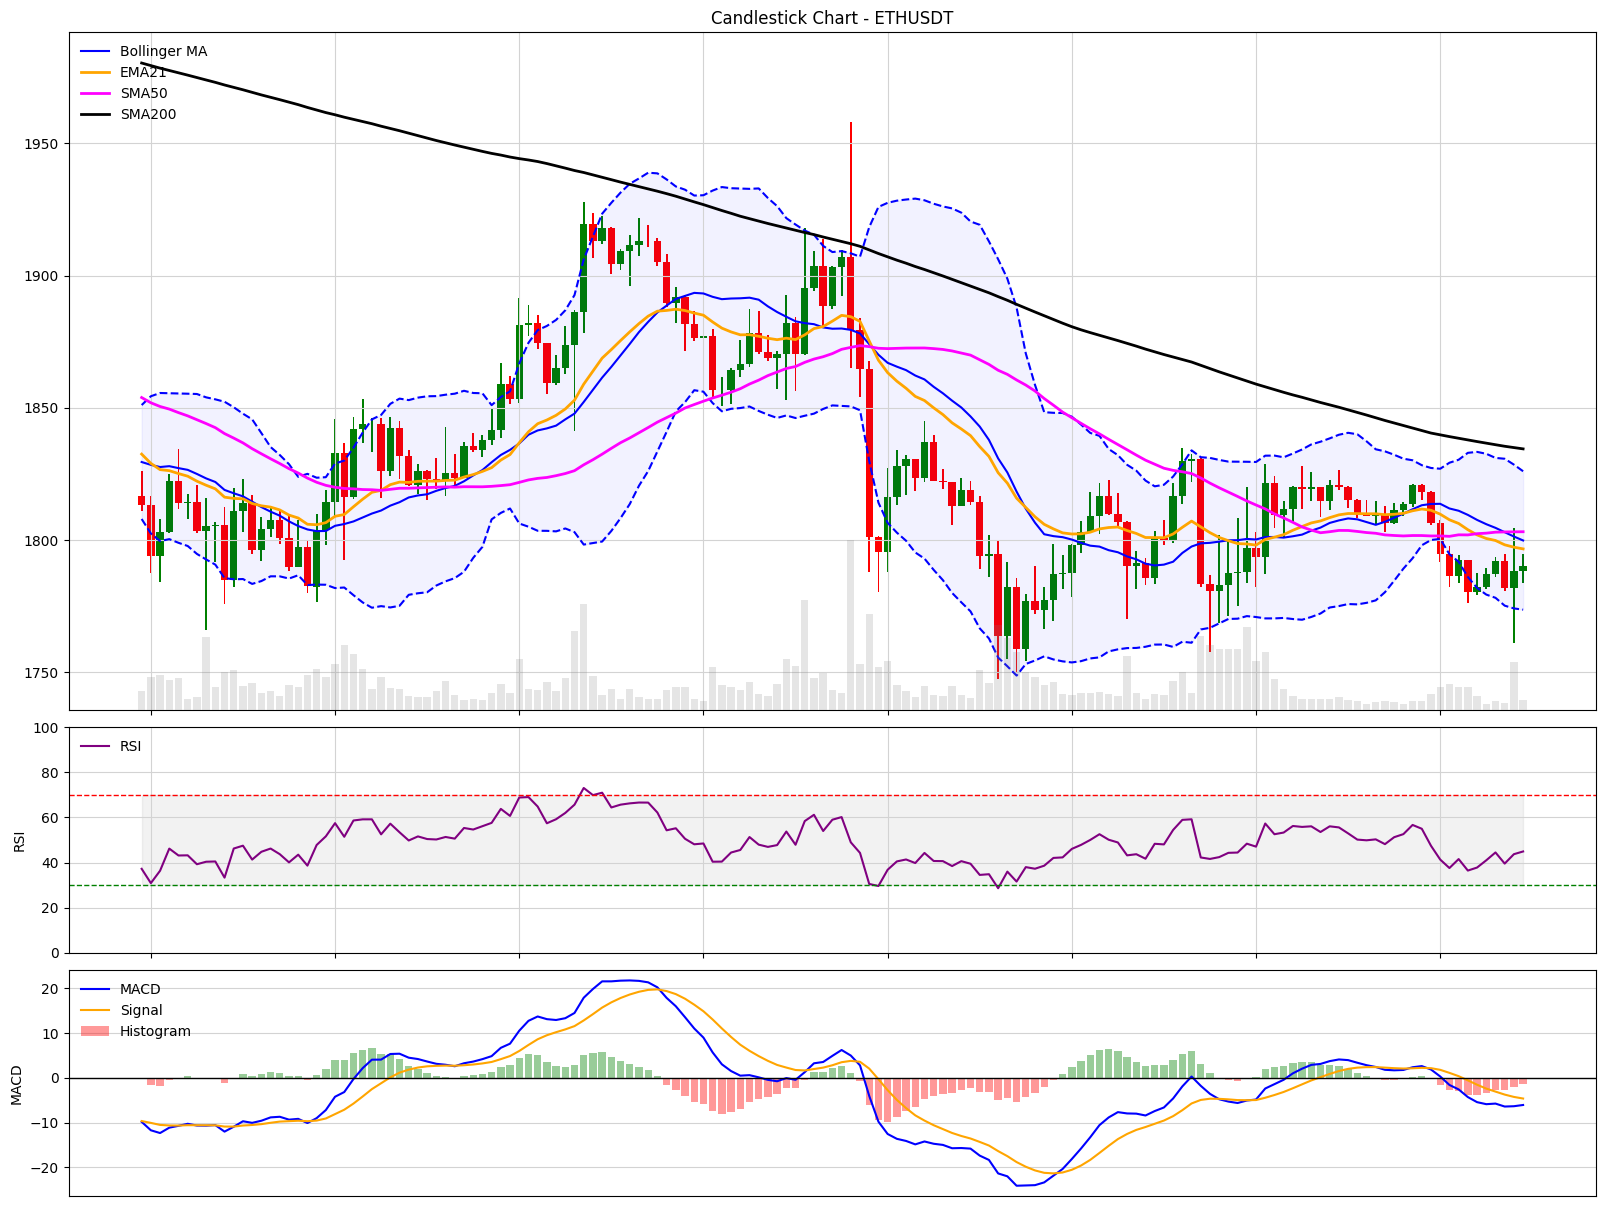 Candlestick Chart - ETHUSDT
Bollinger MA
EMA21
SMA50
SMA200
1950
1900
1850
1800
1750
RSI
100
80
60
40
20
0
RSI
MACD
Signal
Histogram
20
10
0
−10
−20
MACD